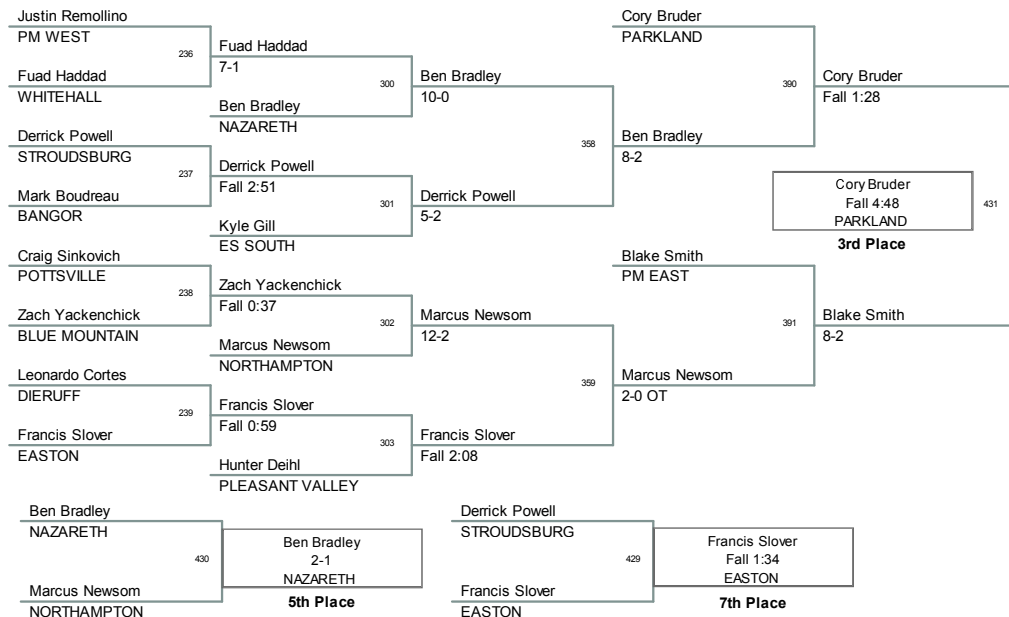 Justin Remollino
PM WEST
236
Fuad Haddad
WHITEHALL
Fuad Haddad
7-1
300
Ben Bradley
NAZARETH
Ben Bradley
10-0
Derrick Powell
STROUDSBURG
237
Mark Boudreau
BANGOR
Derrick Powell
Fall 2:51
301
Kyle Gill
ES SOUTH
Derrick Powell
5-2
358
Ben Bradley
8-2
Cory Bruder
PARKLAND
390
Cory Bruder
Fall 1:28
Cory Bruder
Fall 4:48
PARKLAND
431
3rd Place
Craig Sinkovich
POTTSVILLE
238
Zach Yackenchick
BLUE MOUNTAIN
Zach Yackenchick
Fall 0:37
302
Marcus Newsom
NORTHAMPTON
Marcus Newsom
12-2
Leonardo Cortes
DIERUFF
239
Francis Slover
EASTON
Francis Slover
Fall 0:59
303
Hunter Deihl
PLEASANT VALLEY
Francis Slover
Fall 2:08
359
Marcus Newsom
2-0 OT
Blake Smith
PM EAST
391
Blake Smith
8-2
Ben Bradley
NAZARETH
430
Marcus Newsom
NORTHAMPTON
Ben Bradley
2-1
NAZARETH
5th Place
Derrick Powell
STROUDSBURG
429
Francis Slover
EASTON
Francis Slover
Fall 1:34
EASTON
7th Place